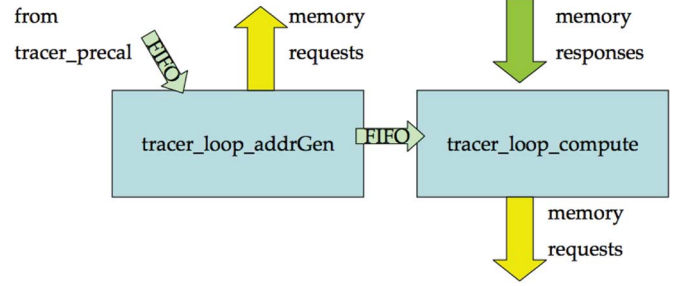 from
tracer_precal
FIFO
memory
requests
memory
responses
tracer_loop_addrGen
FIFO
tracer_loop_compute
memory
requests